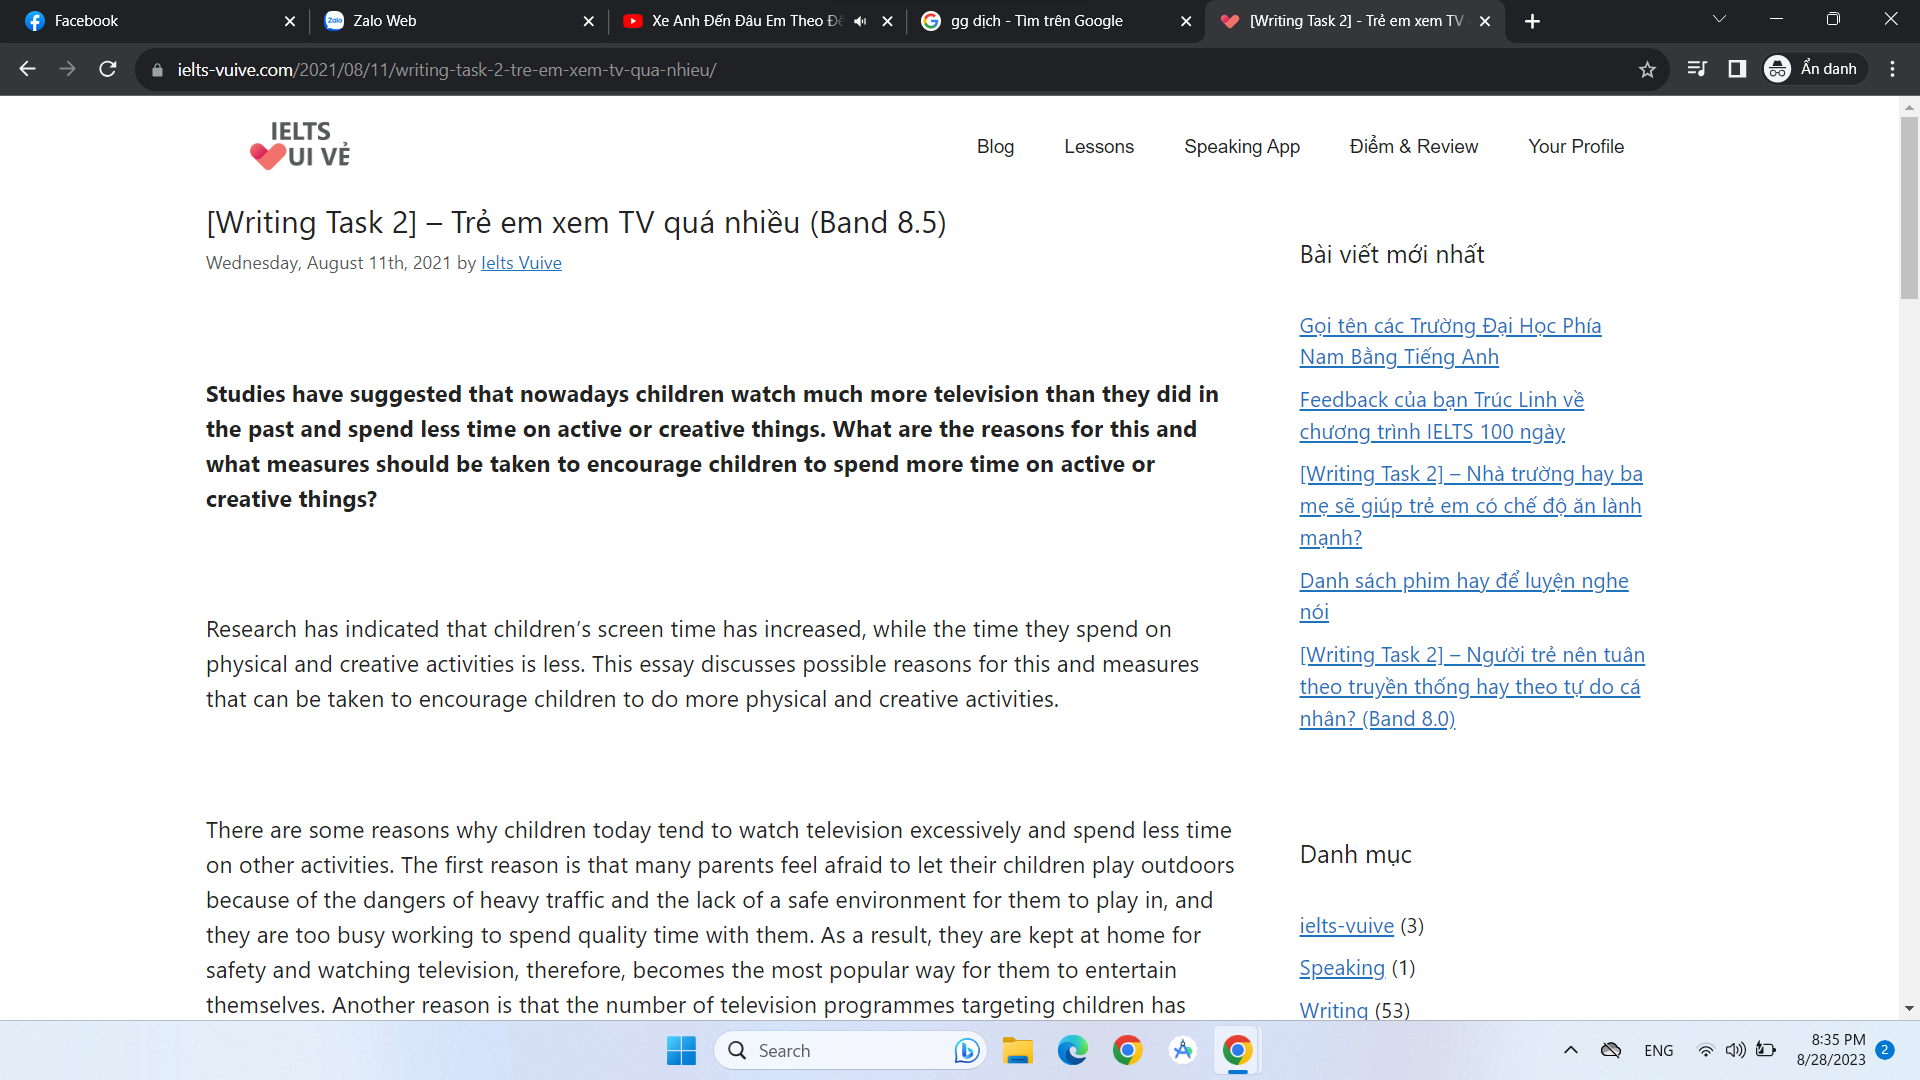 Facebook
Zalo Web
Xe Anh Đến Đâu Em Theo Đế
gg dịch - Tìm trên Google
[Writing Task 2] - Trẻ em xem TV
ielts-vuive.com/2021/08/11/writing-task-2-tre-em-xem-tv-qua-nhieu/
Ẩn danh
IELTS
UI VẺ
Blog
Lessons
Speaking App
Điểm & Review
Your Profile
[Writing Task 2] – Trẻ em xem TV quá nhiều (Band 8.5)
Wednesday, August 11th, 2021 by Ielts Vuive
Studies have suggested that nowadays children watch much more television than they did in
the past and spend less time on active or creative things. What are the reasons for this and
what measures should be taken to encourage children to spend more time on active or
creative things?
Research has indicated that children’s screen time has increased, while the time they spend on
physical and creative activities is less. This essay discusses possible reasons for this and measures
that can be taken to encourage children to do more physical and creative activities.
There are some reasons why children today tend to watch television excessively and spend less time
on other activities. The first reason is that many parents feel afraid to let their children play outdoors
because of the dangers of heavy traffic and the lack of a safe environment for them to play in, and
they are too busy working to spend quality time with them. As a result, they are kept at home for
safety and watching television, therefore, becomes the most popular way for them to entertain
themselves. Another reason is that the number of television programmes targeting children has
Bài viết mới nhất
Gọi tên các Trường Đại Học Phía
Nam Bằng Tiếng Anh
Feedback của bạn Trúc Linh về
chương trình IELTS 100 ngày
[Writing Task 2] – Nhà trường hay ba
mẹ sẽ giúp trẻ em có chế độ ăn lành
mạnh?
Danh sách phim hay để luyện nghe
nói
[Writing Task 2] – Người trẻ nên tuân
theo truyền thống hay theo tự do cá
nhân? (Band 8.0)
Danh mục
ielts-vuive (3)
Speaking (1)
Writing (53)
Search
ENG
8:35 PM
8/28/2023
2